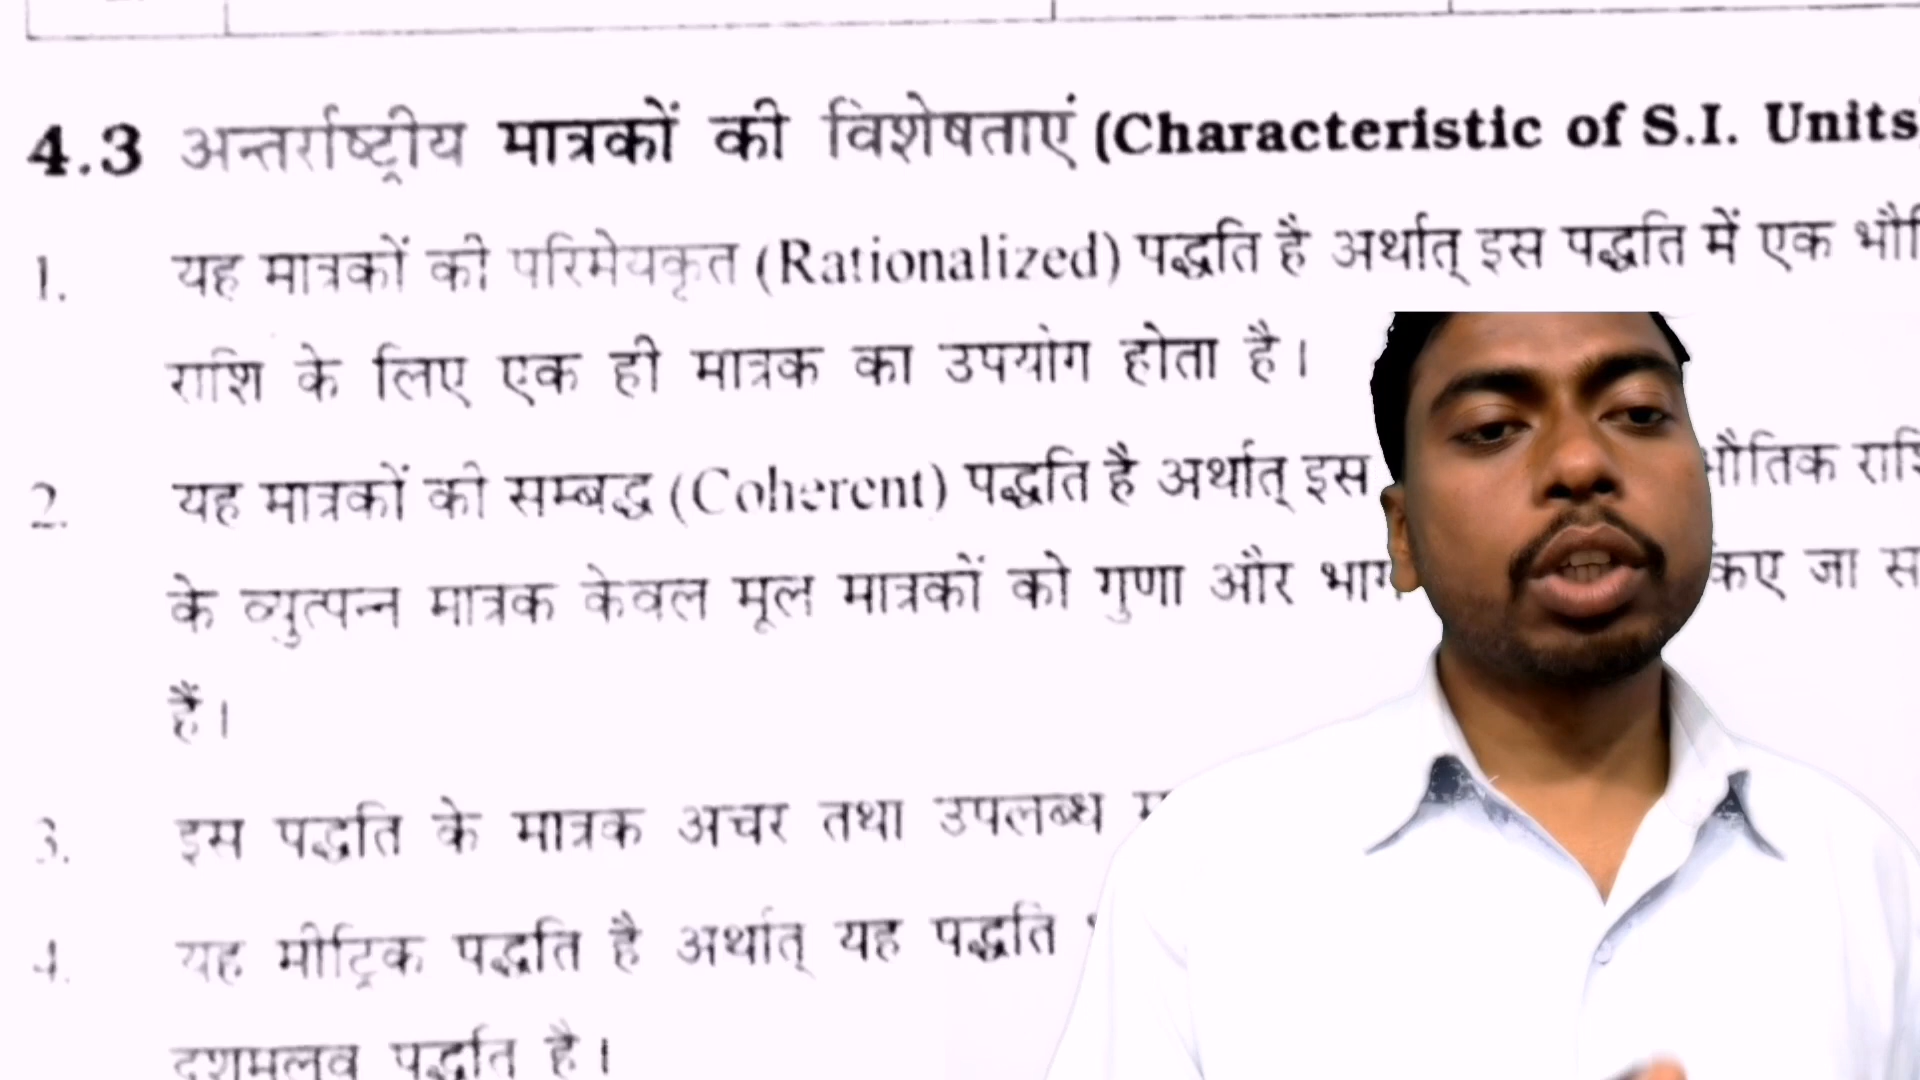 4.3 अन्तर्राष्ट्रीय मात्रकों की विशेषताएं (Characteristic of S.I. Units
1. यह मात्रकों की परिमेयकृत (Rationalized) पद्धति है अर्थात् इस पद्धति में एक
राशि के लिए एक ही मात्रक का उपयोग होता है।
2. यह मात्रकों की सम्बद्ध (Coherent) पद्धति है अर्थात् इस
के व्युत्पन्न मात्रक केवल मूल मात्रकों को गुणा और जा
हैं।
3. इस पद्धति के मात्रक अचर तथा उपलब्ध
4. यह मीट्रिक पद्धति है अर्थात् यह पद्धति
दशमलव पद्धति है।